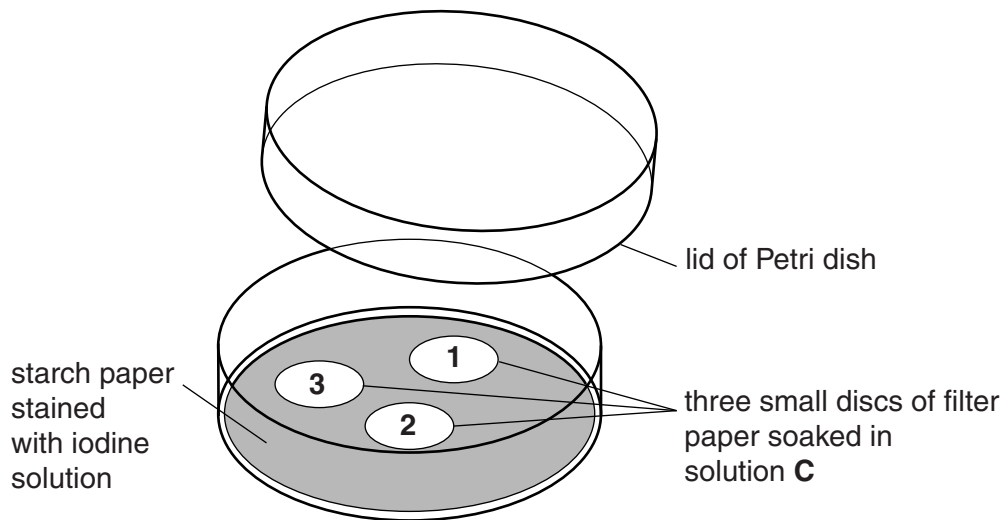 lid of Petri dish
1
3
2
starch paper
stained
with iodine
solution
three small discs of filter
paper soaked in
solution C